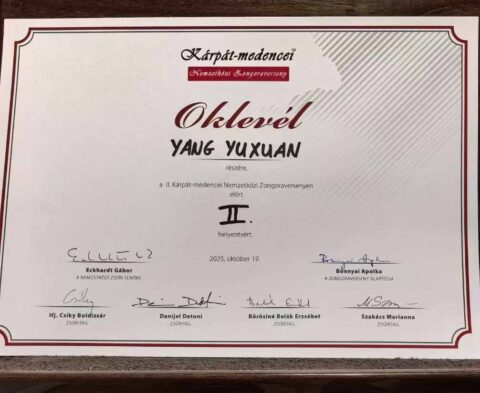 Kárpát-medencei
Nemzetközi Zongoraverseny
Oklevél
YANG YUXUAN
részére,
a II. Kárpát-medencei Nemzetközi Zongoraversenyen
elért
II.
helyezésért.
2025. október 19.
Eckhardt Gábor
A NEMZETKÖZI ZSŰRI ELNÖKE
Bonnyai Apolka
A ZONGORAVERSENY ALAPÍTÓJA
Ifj. Csiky Boldizsár
ZSŰRITAG
Danijel Detoni
ZSŰRITAG
Körösiné Belák Erzsébet
ZSŰRITAG
Szakács Marianna
ZSŰRITAG